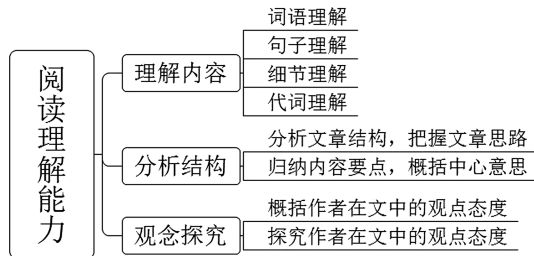 阅读理解能力
理解内容
词语理解
句子理解
细节理解
代词理解
分析结构
分析文章结构，把握文章思路
归纳内容要点，概括中心意思
观念探究
概括作者在文中的观点态度
探究作者在文中的观点态度